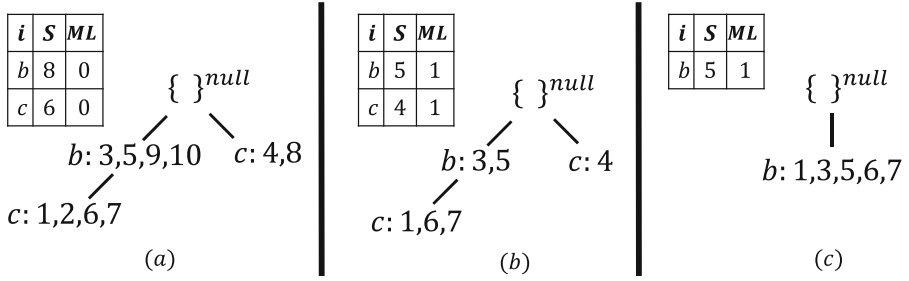 i S ML
b 8 0
c 6 0
{ }null
b: 3,5,9,10
c: 4,8
c: 1,2,6,7
(a)
i S ML
b 5 1
c 4 1
{ }null
b: 3,5
c: 4
c: 1,6,7
(b)
i S ML
b 5 1
{ }null
b: 1,3,5,6,7
(c)